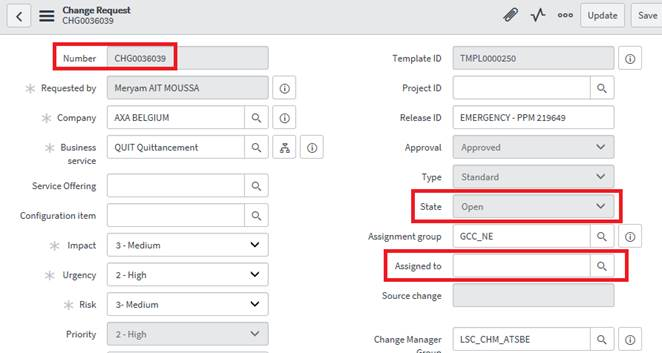 Change Request
CHG0036039
Update
Save
Number
CHG0036039
Requested by
Meryam AIT MOUSSA
Company
AXA BELGIUM
Business
service
QUIT Quittancement
Service Offering
Configuration item
Impact
3 - Medium
Urgency
2 - High
Risk
3- Medium
Priority
2 - High
Template ID
TMPL0000250
Project ID
Release ID
EMERGENCY - PPM 219649
Approval
Approved
Type
Standard
State
Open
Assignment group
GCC_NE
Assigned to
Source change
Change Manager
LSC_CHM_ATSBE